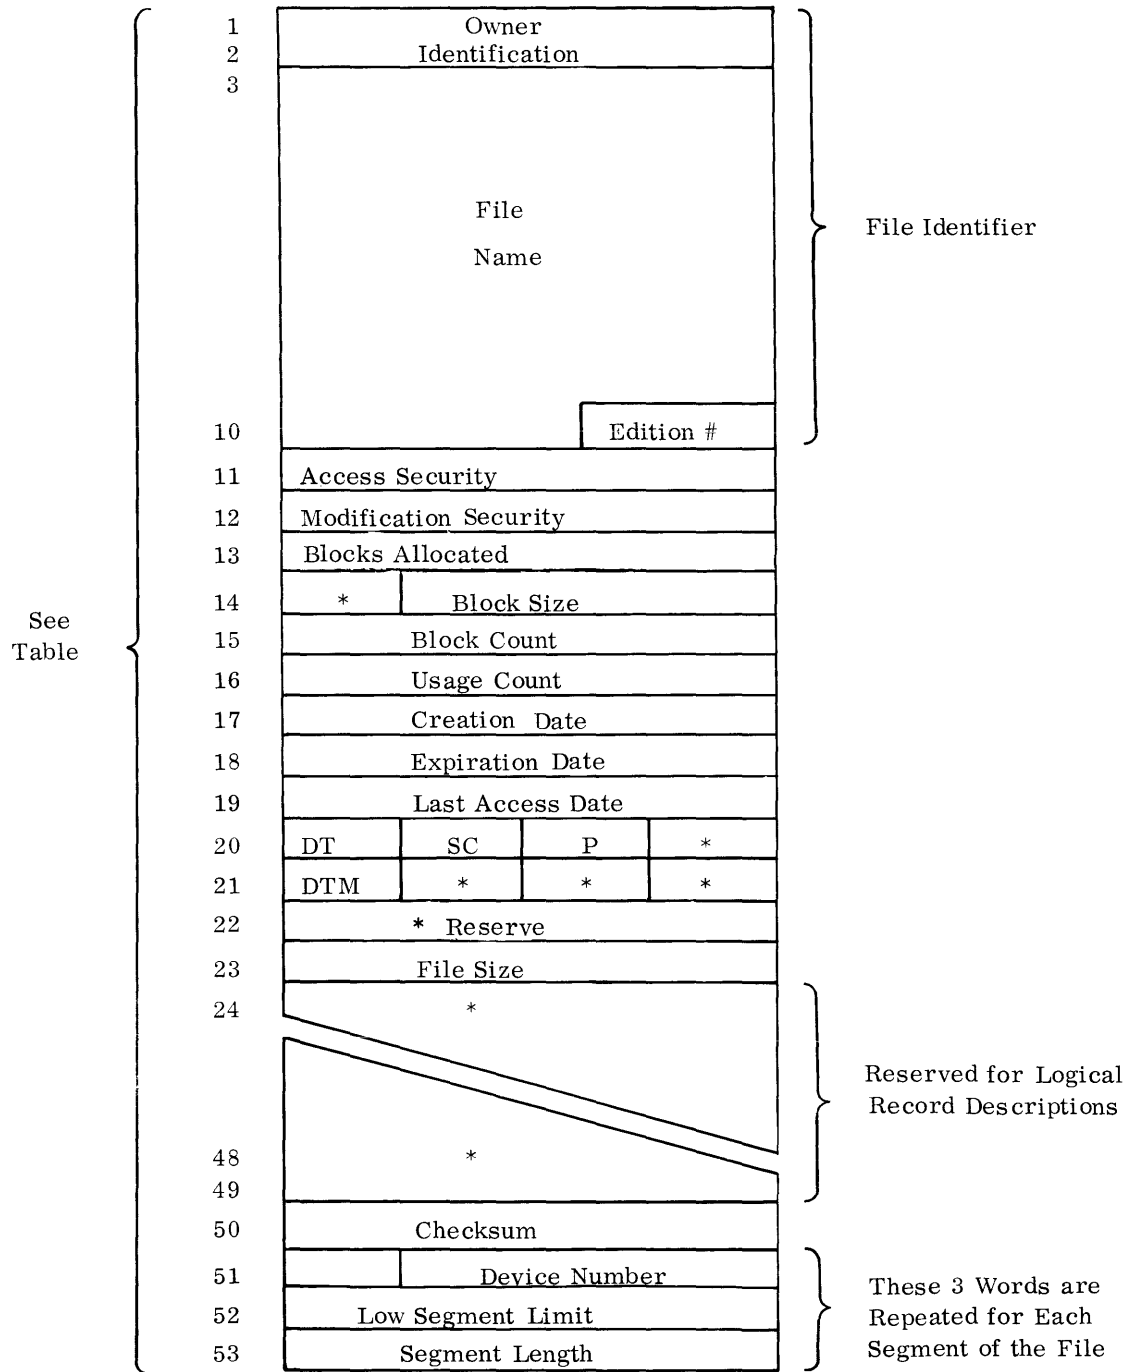 1 Owner
2 Identification
3
File
Name
File Identifier
10 Edition #
11 Access Security
12 Modification Security
13 Blocks Allocated
14 * Block Size
See
Table
15 Block Count
16 Usage Count
17 Creation Date
18 Expiration Date
19 Last Access Date
20 DT SC P *
21 DTM * * *
22 * Reserve
23 File Size
24 *
Reserved for Logical
Record Descriptions
48 *
49
50 Checksum
51 Device Number
52 Low Segment Limit
53 Segment Length
These 3 Words are
Repeated for Each
Segment of the File